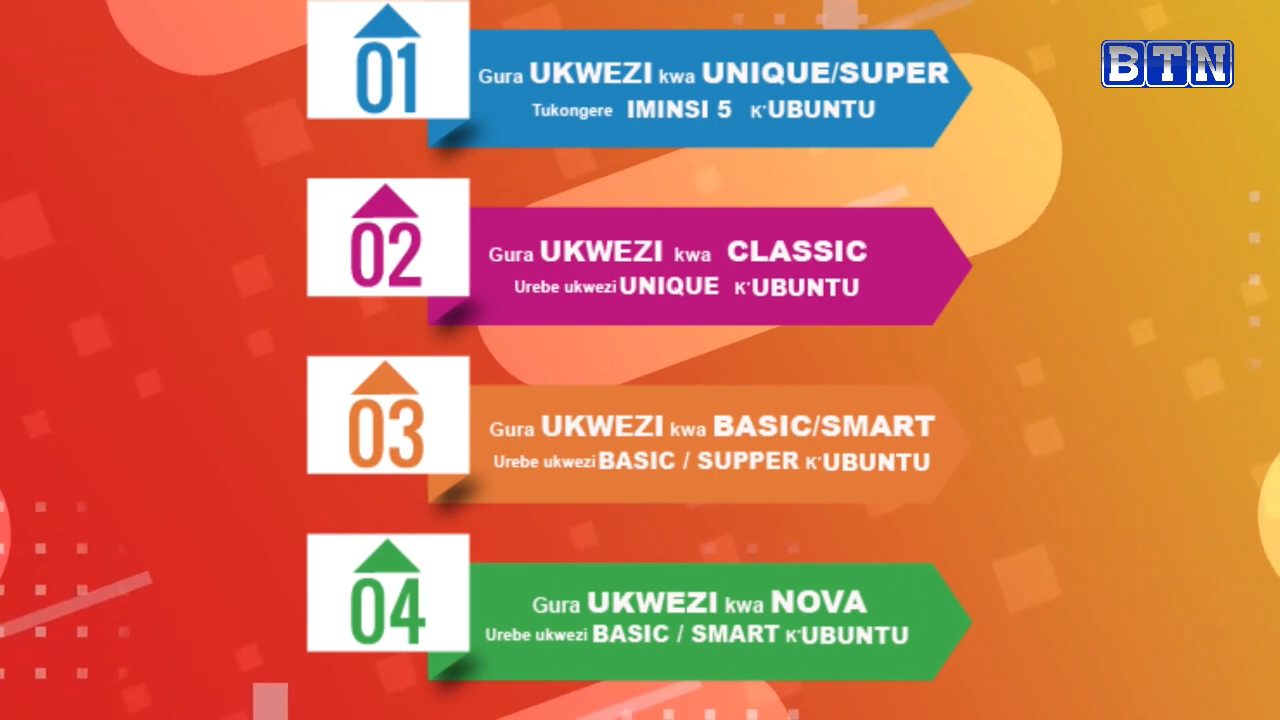 BTN
01
Gura UKWEZI kwa UNIQUE/SUPER
Tukongere IMINSI 5 K'UBUNTU
02
Gura UKWEZI kwa CLASSIC
Urebe ukwezi UNIQUE K'UBUNTU
03
Gura UKWEZI kwa BASIC/SMART
Urebe ukwezi BASIC / SUPPER K'UBUNTU
04
Gura UKWEZI kwa NOVA
Urebe ukwezi BASIC / SMART K'UBUNTU